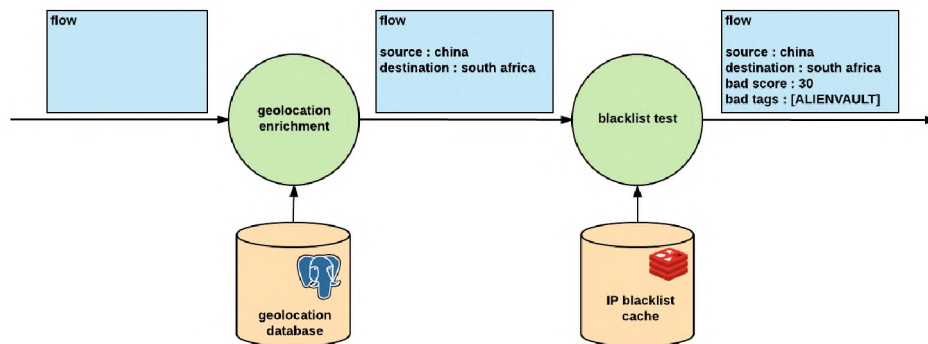 flow
flow
source : china
destination : south africa
flow
source : china
destination : south africa
bad score : 30
bad tags : [ALIENVAULT]
geolocation
enrichment
blacklist test
geolocation
database
IP blacklist
cache